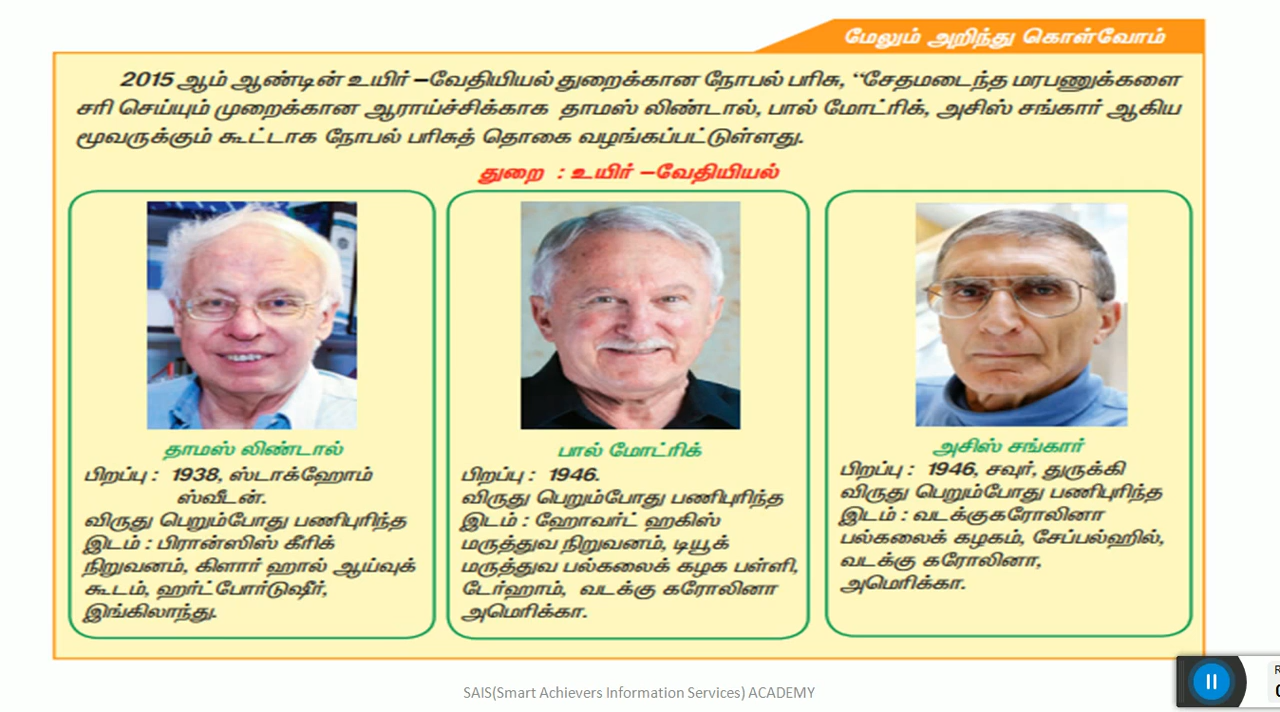 மேலும் அறிந்து கொள்வோம்
2015 ஆம் ஆண்டின் உயிர் –வேதியியல் துறைக்கான நோபல் பரிசு, “சேதமடைந்த மரபணுக்களை
சரி செய்யும் முறைக்கான ஆராய்ச்சிக்காக தாமஸ் லிண்டால், பால் மோட்ரிக், அசிஸ் சங்கார் ஆகிய
மூவருக்கும் கூட்டாக நோபல் பரிசுத் தொகை வழங்கப்பட்டுள்ளது.
துறை : உயிர் –வேதியியல்
தாமஸ் லிண்டால்
பிறப்பு : 1938, ஸ்டாக்ஹோம்
ஸ்வீடன்.
விருது பெறும்போது பணிபுரிந்த
இடம் : பிரான்ஸிஸ் கீரிக்
நிறுவனம், கிளார் ஹால் ஆய்வுக்
கூடம், ஹர்ட்போர்டுஷீர்,
இங்கிலாந்து.
பால் மோட்ரிக்
பிறப்பு : 1946.
விருது பெறும்போது பணிபுரிந்த
இடம் : ஹோவர்ட் ஹகிஸ்
மருத்துவ நிறுவனம், டியூக்
மருத்துவ பல்கலைக் கழக பள்ளி,
டேர்ஹாம், வடக்கு கரோலினா
அமெரிக்கா.
அசிஸ் சங்கார்
பிறப்பு : 1946, சவுர், துருக்கி
விருது பெறும்போது பணிபுரிந்த
இடம் : வடக்குகரோலினா
பல்கலைக் கழகம், சேப்பல்ஹில்,
வடக்கு கரோலினா,
அமெரிக்கா.
SAIS(Smart Achievers Information Services) ACADEMY